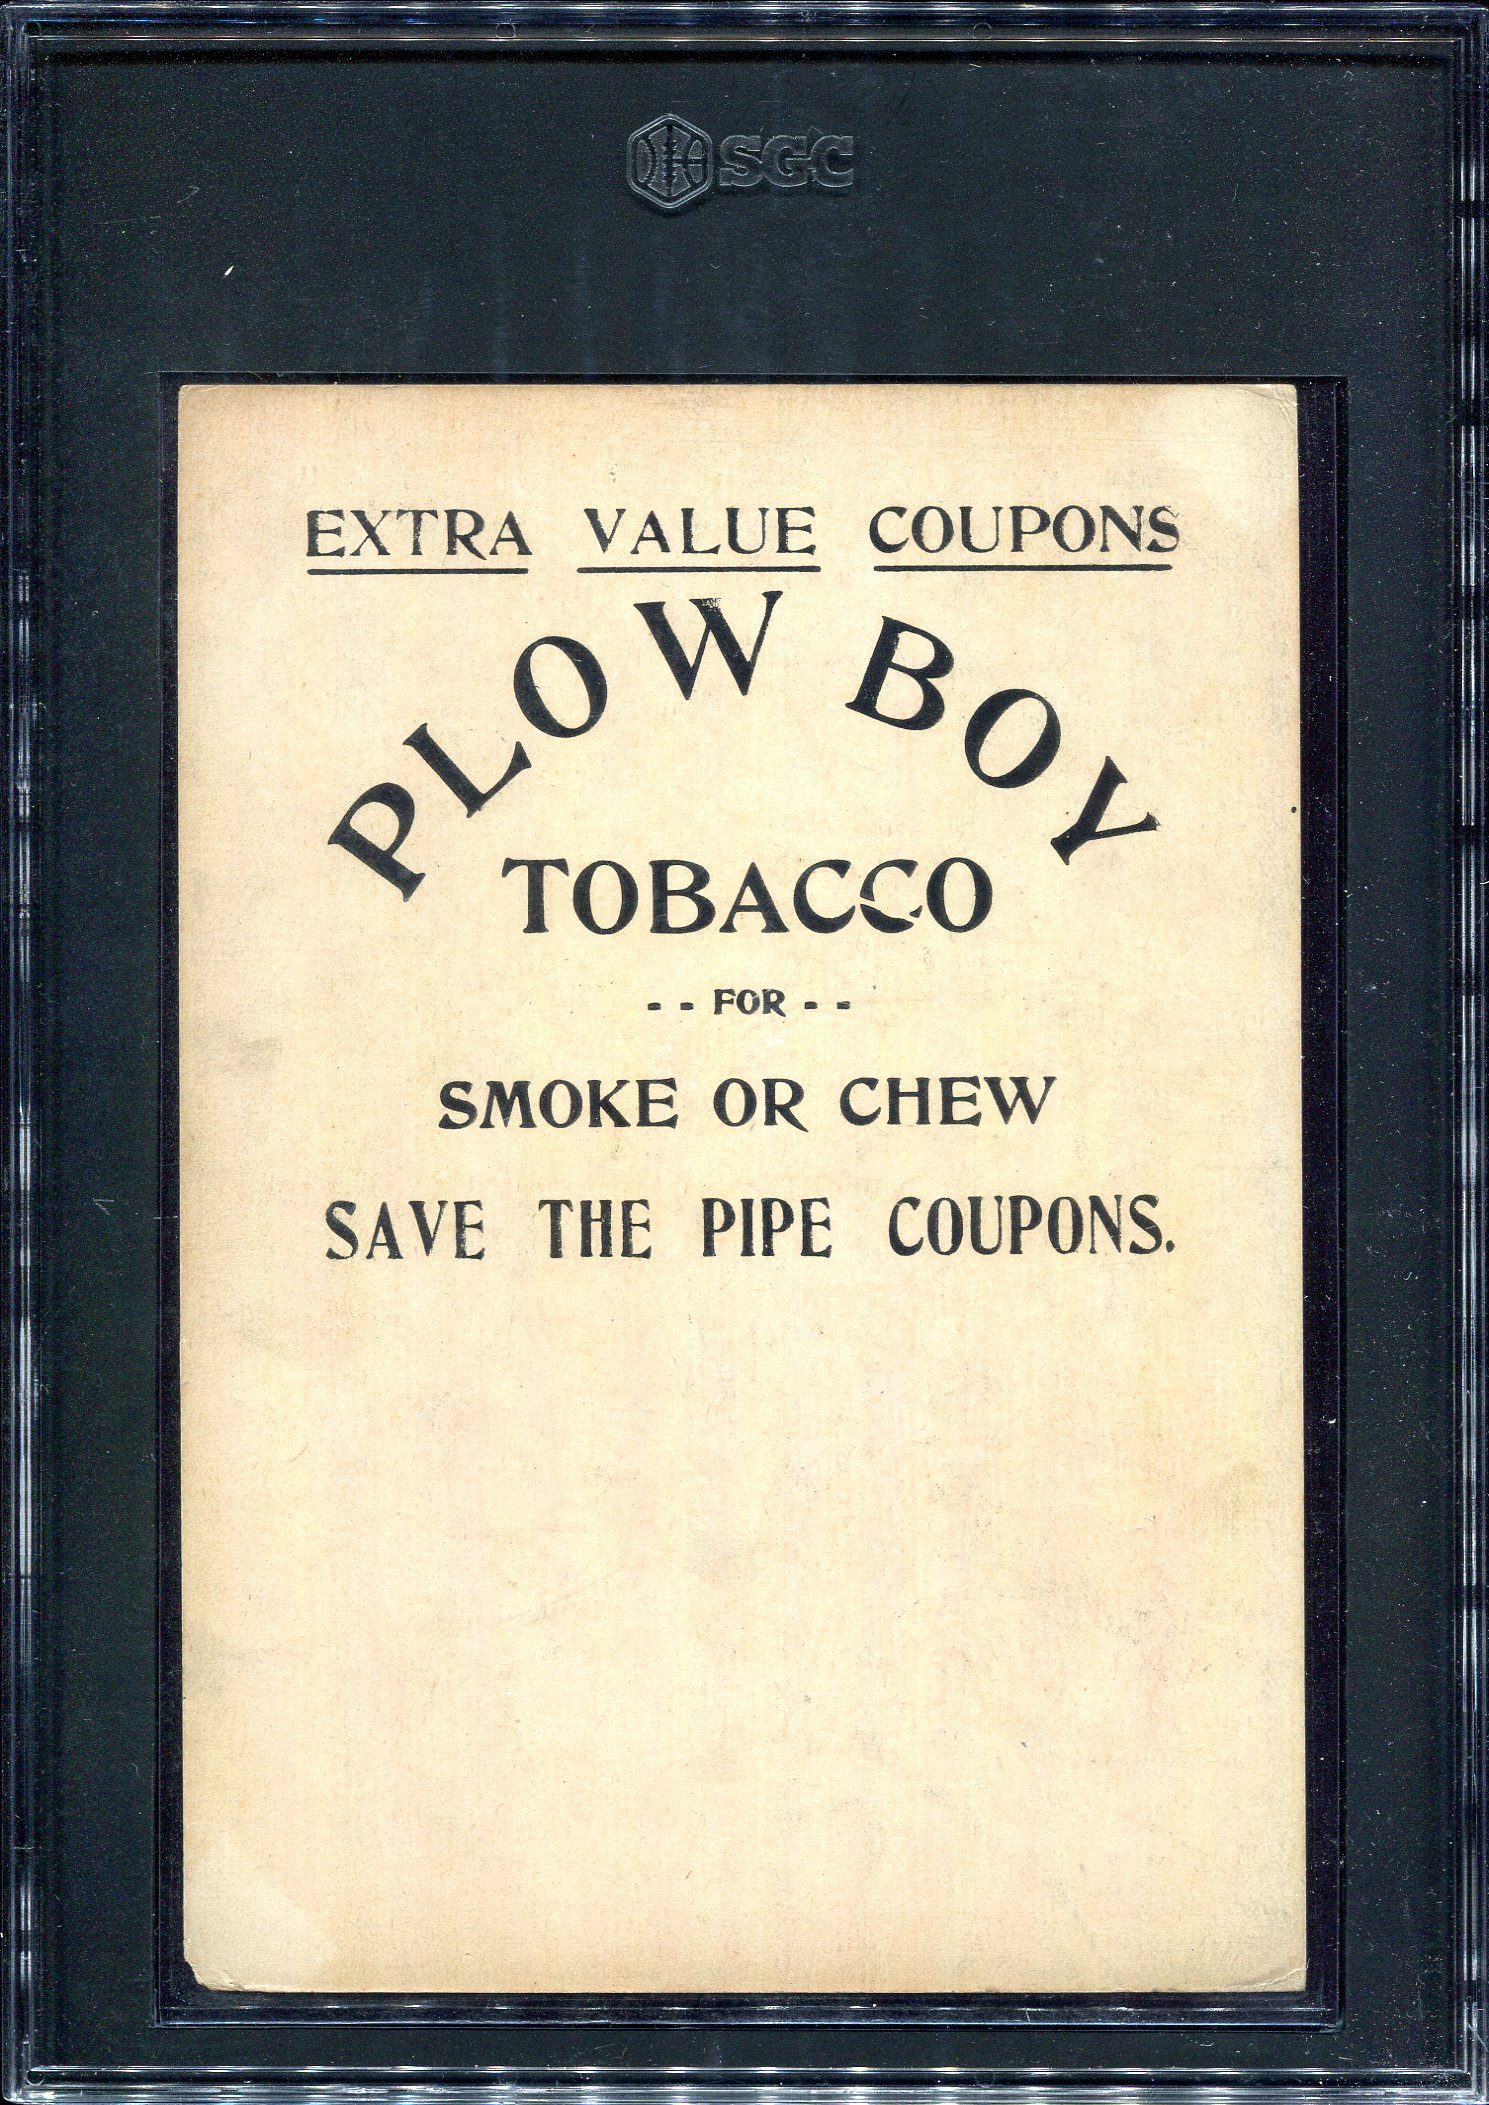 SGC
EXTRA VALUE COUPONS
PLOW BOY
TOBACCO
- - FOR - -
SMOKE OR CHEW
SAVE THE PIPE COUPONS.